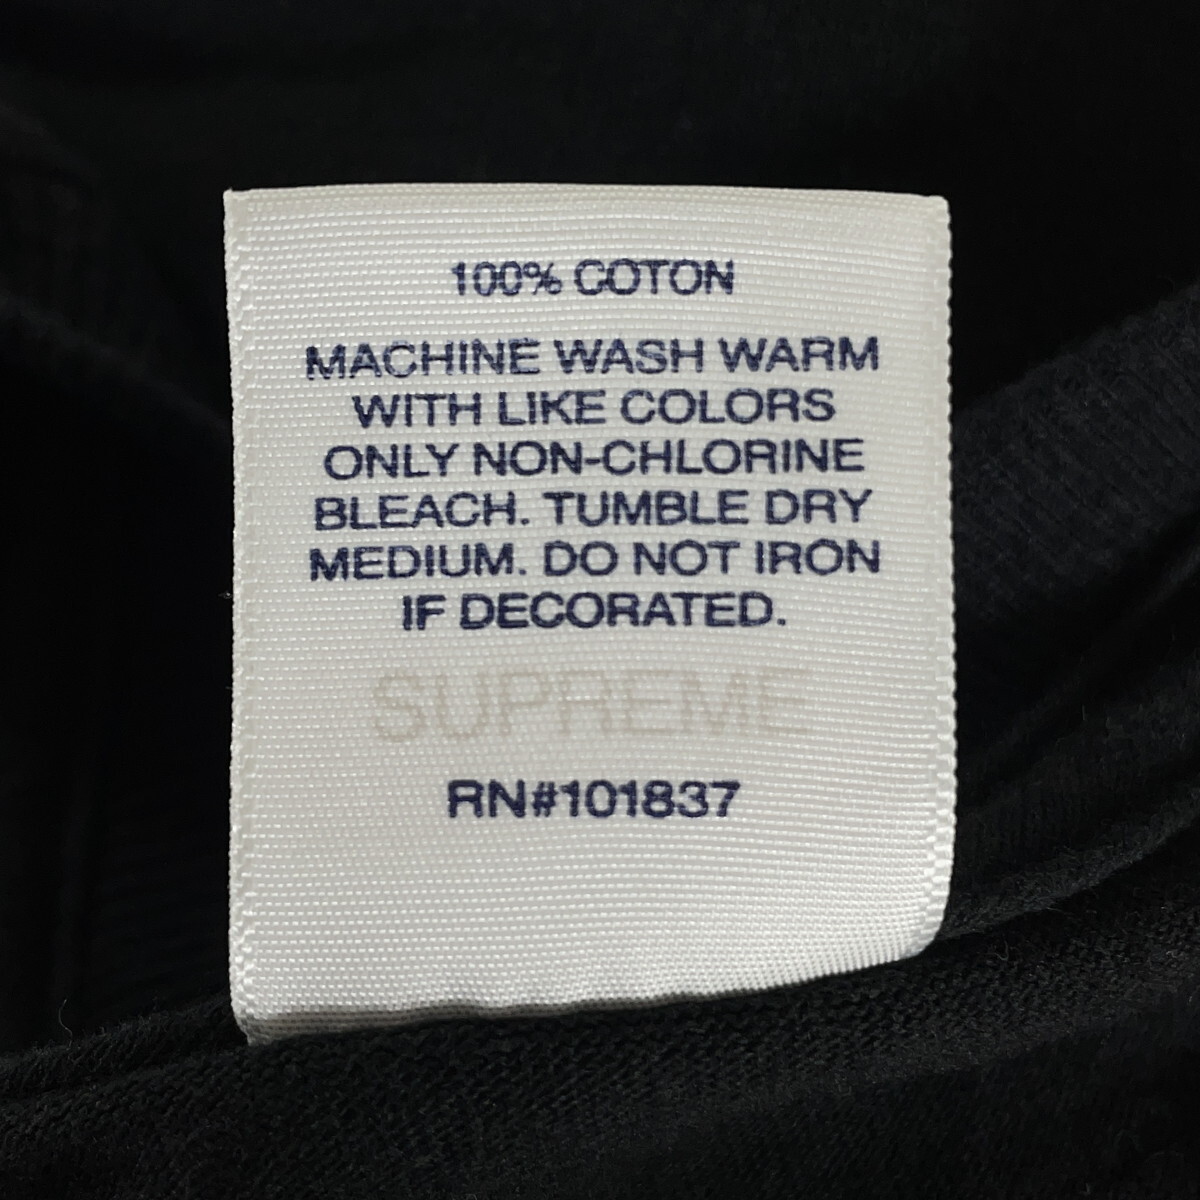 100% COTON
MACHINE WASH WARM
WITH LIKE COLORS
ONLY NON-CHLORINE
BLEACH. TUMBLE DRY
MEDIUM. DO NOT IRON
IF DECORATED.
SUPREME
RN#101837